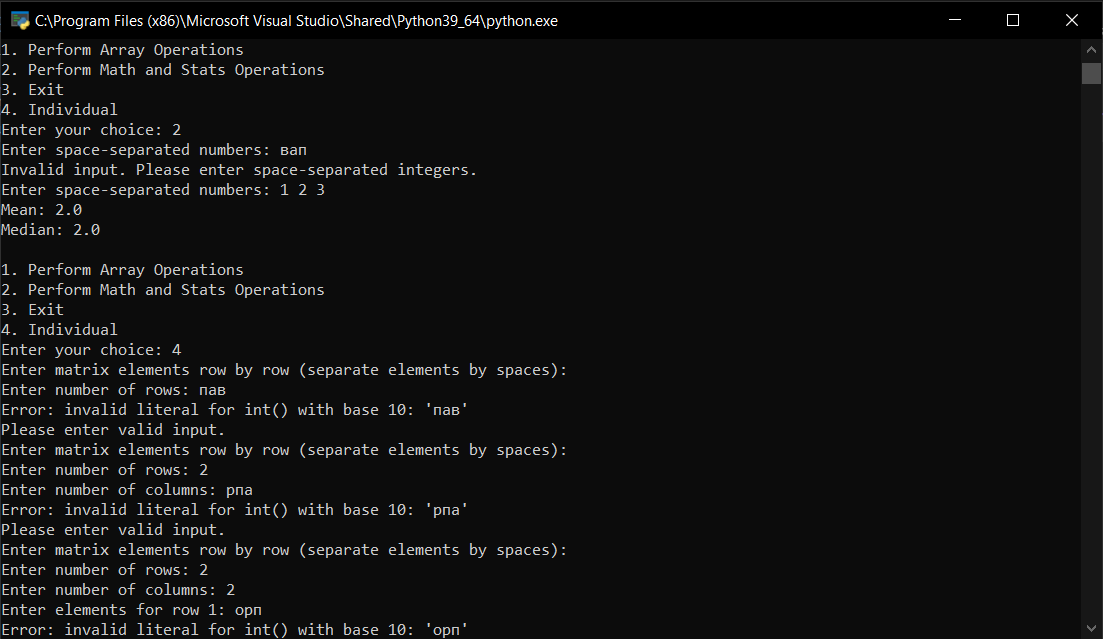 C:\Program Files (x86)\Microsoft Visual Studio\Shared\Python39_64\python.exe
1. Perform Array Operations
2. Perform Math and Stats Operations
3. Exit
4. Individual
Enter your choice: 2
Enter space-separated numbers: вап
Invalid input. Please enter space-separated integers.
Enter space-separated numbers: 1 2 3
Mean: 2.0
Median: 2.0
1. Perform Array Operations
2. Perform Math and Stats Operations
3. Exit
4. Individual
Enter your choice: 4
Enter matrix elements row by row (separate elements by spaces):
Enter number of rows: пав
Error: invalid literal for int() with base 10: 'пав'
Please enter valid input.
Enter matrix elements row by row (separate elements by spaces):
Enter number of rows: 2
Enter number of columns: рпа
Error: invalid literal for int() with base 10: 'рпа'
Please enter valid input.
Enter matrix elements row by row (separate elements by spaces):
Enter number of rows: 2
Enter number of columns: 2
Enter elements for row 1: орп
Error: invalid literal for int() with base 10: 'орп'